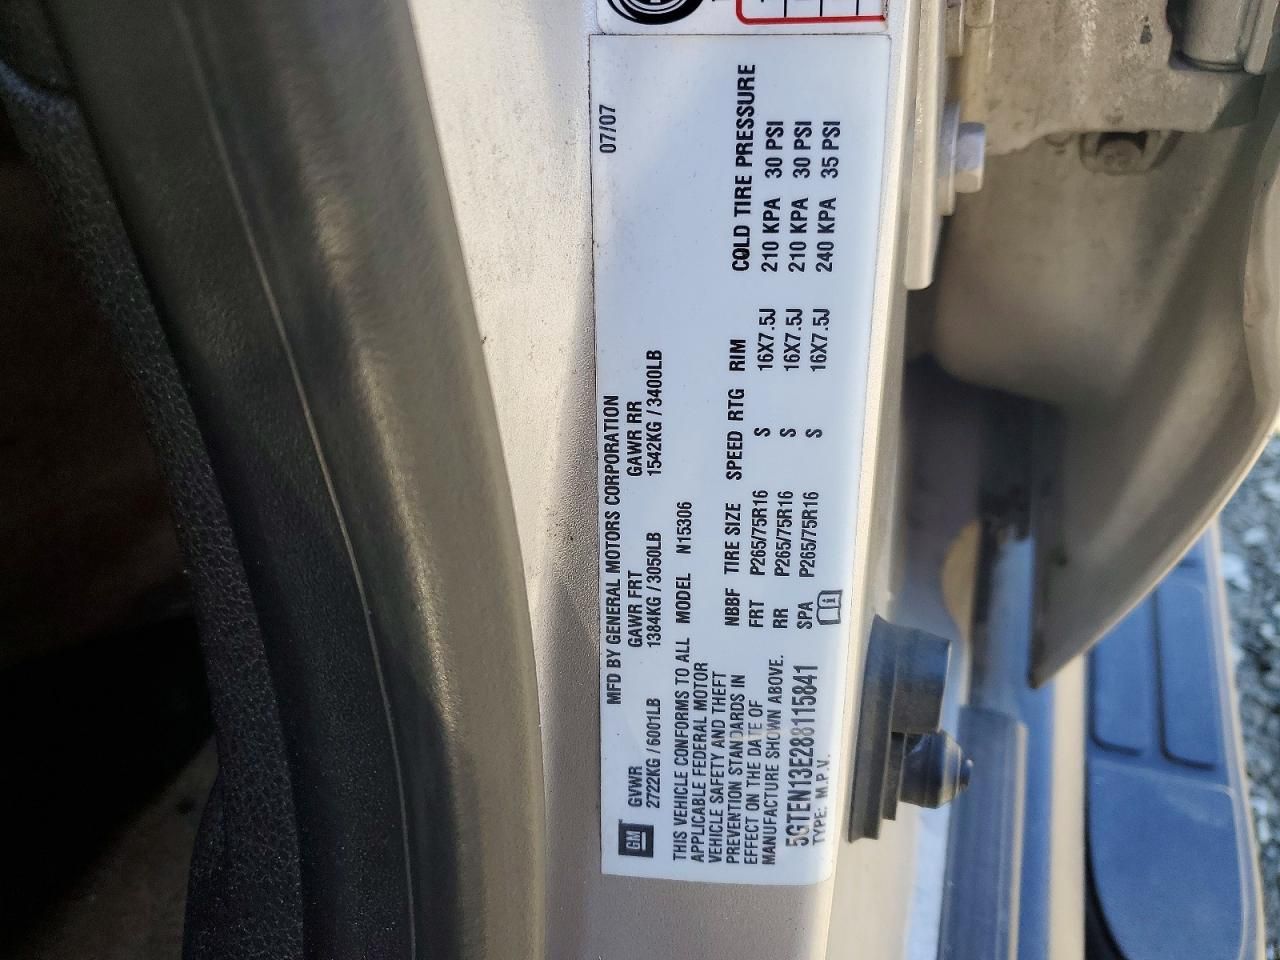 MFD BY GENERAL MOTORS CORPORATION 07/07
GM GVWR GAWR FRT GAWR RR
2722KG / 6001LB 1384KG / 3050LB 1542KG / 3400LB
THIS VEHICLE CONFORMS TO ALL
APPLICABLE FEDERAL MOTOR
VEHICLE SAFETY AND THEFT
PREVENTION STANDARDS IN
EFFECT ON THE DATE OF
MANUFACTURE SHOWN ABOVE.
5GTEN13E288115841
TYPE: M.P.V.
MODEL N15306
NBBF TIRE SIZE SPEED RTG RIM COLD TIRE PRESSURE
FRT P265/75R16 S 16X7.5J 210 KPA 30 PSI
RR P265/75R16 S 16X7.5J 210 KPA 30 PSI
SPA P265/75R16 S 16X7.5J 240 KPA 35 PSI